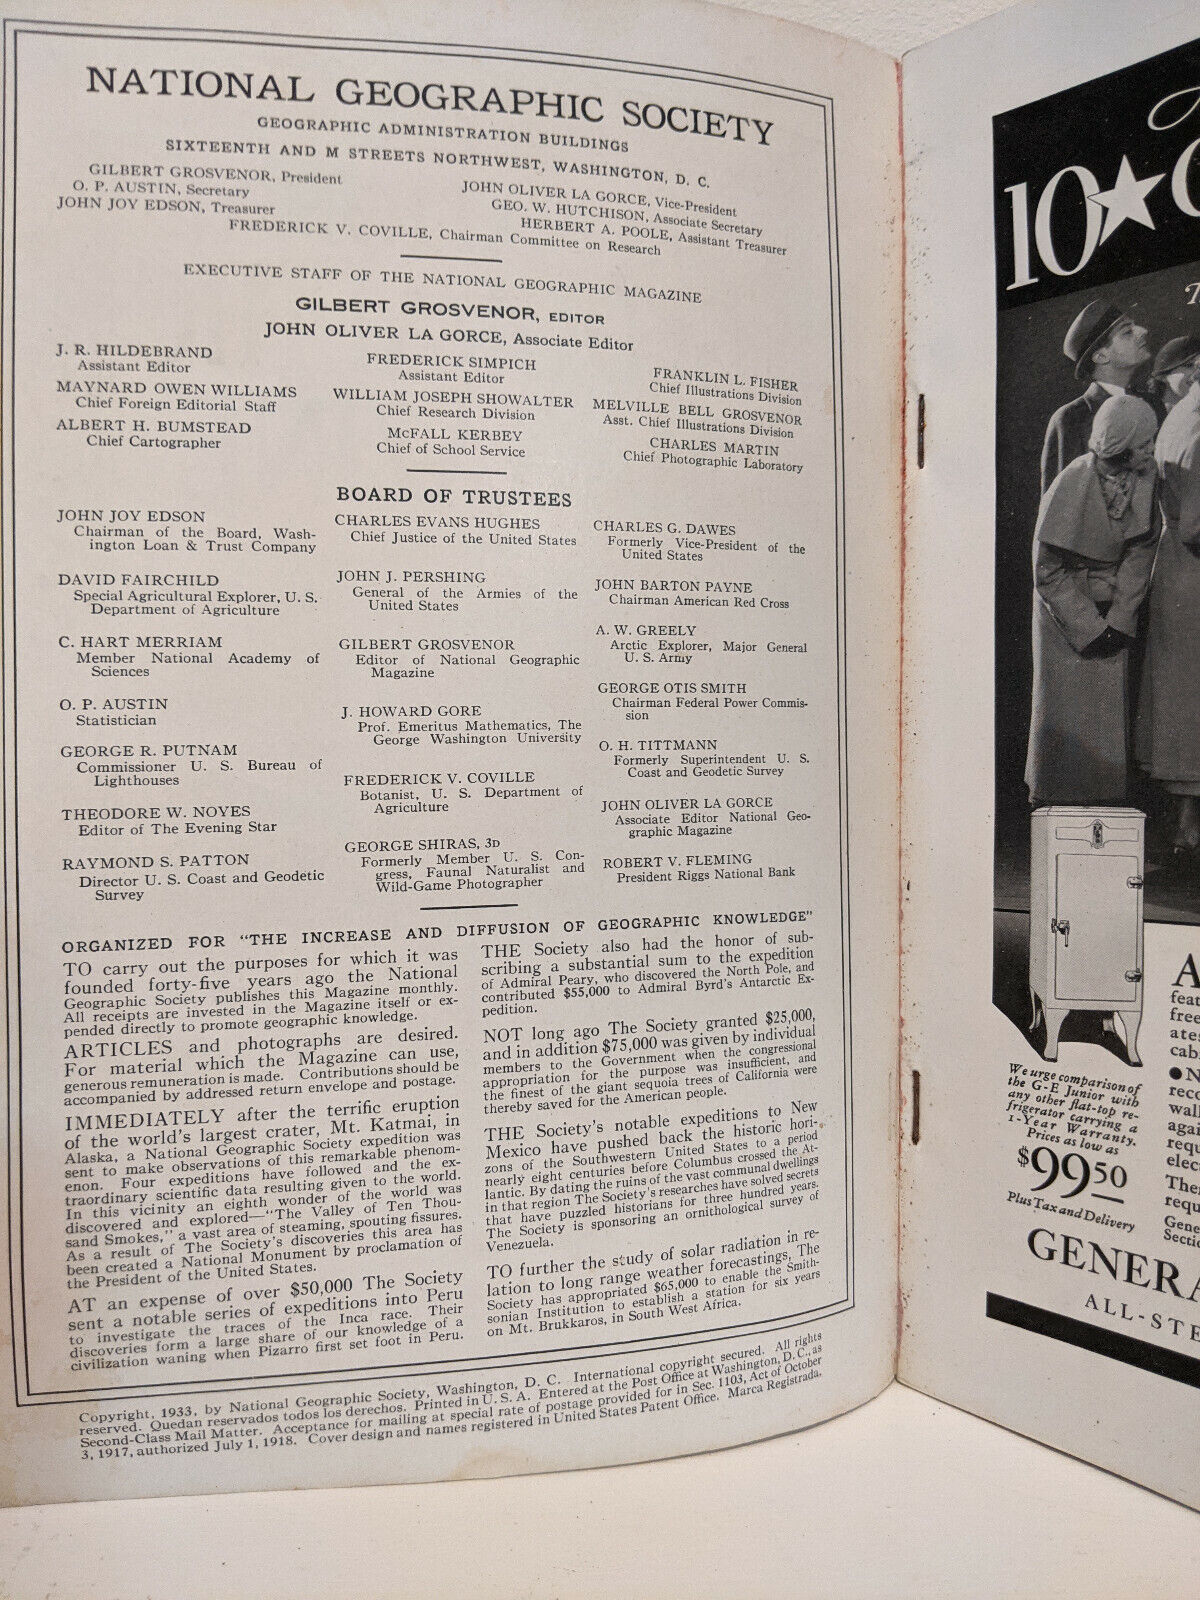 NATIONAL GEOGRAPHIC SOCIETY
GEOGRAPHIC ADMINISTRATION BUILDINGS
SIXTEENTH AND M STREETS NORTHWEST, WASHINGTON, D. C.
GILBERT GROSVENOR, President
JOHN OLIVER LA GORCE, Vice-President
O. P. AUSTIN, Secretary
GEO. W. HUTCHISON, Associate Secretary
JOHN JOY EDSON, Treasurer
HERBERT A. POOLE, Assistant Treasurer
FREDERICK V. COVILLE, Chairman Committee on Research
EXECUTIVE STAFF OF THE NATIONAL GEOGRAPHIC MAGAZINE
GILBERT GROSVENOR, EDITOR
JOHN OLIVER LA GORCE, Associate Editor
J. R. HILDEBRAND
Assistant Editor
MAYNARD OWEN WILLIAMS
Chief Foreign Editorial Staff
ALBERT H. BUMSTEAD
Chief Cartographer
FREDERICK SIMPICH
Assistant Editor
WILLIAM JOSEPH SHOWALTER
Chief Research Division
McFALL KERBEY
Chief of School Service
FRANKLIN L. FISHER
Chief Illustrations Division
MELVILLE BELL GROSVENOR
Asst. Chief Illustrations Division
CHARLES MARTIN
Chief Photographic Laboratory
BOARD OF TRUSTEES
JOHN JOY EDSON
Chairman of the Board, Wash-
ington Loan & Trust Company
DAVID FAIRCHILD
Special Agricultural Explorer, U. S.
Department of Agriculture
C. HART MERRIAM
Member National Academy of
Sciences
O. P. AUSTIN
Statistician
GEORGE R. PUTNAM
Commissioner U. S. Bureau of
Lighthouses
THEODORE W. NOYES
Editor of The Evening Star
RAYMOND S. PATTON
Director U. S. Coast and Geodetic
Survey
CHARLES EVANS HUGHES
Chief Justice of the United States
JOHN J. PERSHING
General of the Armies of the
United States
GILBERT GROSVENOR
Editor of National Geographic
Magazine
J. HOWARD GORE
Prof. Emeritus Mathematics, The
George Washington University
FREDERICK V. COVILLE
Botanist, U. S. Department of
Agriculture
GEORGE SHIRAS, 3D
Formerly Member U. S. Con-
gress, Faunal Naturalist and
Wild-Game Photographer
CHARLES G. DAWES
Formerly Vice-President of the
United States
JOHN BARTON PAYNE
Chairman American Red Cross
A. W. GREELY
Arctic Explorer, Major General
U. S. Army
GEORGE OTIS SMITH
Chairman Federal Power Commis-
sion
O. H. TITTMANN
Formerly Superintendent U. S.
Coast and Geodetic Survey
JOHN OLIVER LA GORCE
Associate Editor National Geo-
graphic Magazine
ROBERT V. FLEMING
President Riggs National Bank
ORGANIZED FOR "THE INCREASE AND DIFFUSION OF GEOGRAPHIC KNOWLEDGE"
TO carry out the purposes for which it was
founded forty-five years ago the National
Geographic Society publishes this Magazine monthly.
All receipts are invested in the Magazine itself or ex-
pended directly to promote geographic knowledge.
ARTICLES and photographs are desired.
For material which the Magazine can use,
generous remuneration is made. Contributions should be
accompanied by addressed return envelope and postage.
IMMEDIATELY after the terrific eruption
of the world's largest crater, Mt. Katmai, in
Alaska, a National Geographic Society expedition was
sent to make observations of this remarkable phenom-
enon. Four expeditions have followed and the ex-
traordinary scientific data resulting given to the world.
In this vicinity an eighth wonder of the world was
discovered and explored—"The Valley of Ten Thou-
sand Smokes," a vast area of steaming, spouting fissures.
As a result of The Society's discoveries this area has
been created a National Monument by proclamation of
the President of the United States.
AT an expense of over $50,000 The Society
sent a notable series of expeditions into Peru
to investigate the traces of the Inca race. Their
discoveries form a large share of our knowledge of a
civilization waning when Pizarro first set foot in Peru.
THE Society also had the honor of sub-
scribing a substantial sum to the expedition
of Admiral Peary, who discovered the North Pole, and
contributed $55,000 to Admiral Byrd's Antarctic Ex-
pedition.
NOT long ago The Society granted $25,000,
and in addition $75,000 was given by individual
members to the Government when the congressional
appropriation for the purpose was insufficient, and
the finest of the giant sequoia trees of California were
thereby saved for the American people.
THE Society's notable expeditions to New
Mexico have pushed back the historic hori-
zons of the Southwestern United States to a period
nearly eight centuries before Columbus crossed the At-
lantic. By dating the ruins of the vast communal dwellings
in that region The Society's researches have solved secrets
that have puzzled historians for three hundred years.
The Society is sponsoring an ornithological survey of
Venezuela.
TO further the study of solar radiation in re-
lation to long range weather forecastings, The
Society has appropriated $65,000 to enable the Smith-
sonian Institution to establish a station for six years
on Mt. Brukkaros, in South West Africa.
Copyright, 1933, by National Geographic Society, Washington, D. C. International copyright secured. All rights
reserved. Quedan reservados todos los derechos. Printed in U. S. A. Entered at the Post Office at Washington, D. C., as
Second-Class Mail Matter. Acceptance for mailing at special rate of postage provided for in Sec. 1103, Act of October
3, 1917, authorized July 1, 1918. Cover design and names registered in United States Patent Office. Marca Registrada.
10
We urge comparison of
the G-E Junior with
any other flat-top re-
frigerator carrying a
1-Year Warranty.
Prices as low as
$99 50
Plus Tax and Delivery
GENERA
ALL-STE